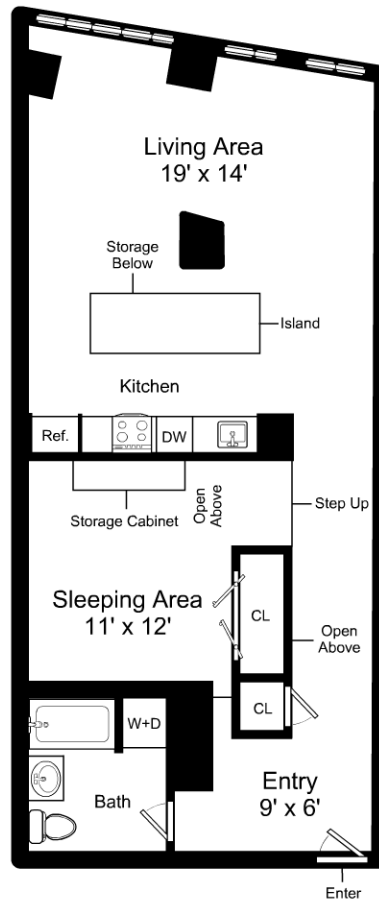 Living Area
19' x 14'
Storage
Below
Island
Kitchen
Ref.
DW
Storage Cabinet
Open
Above
Step Up
Sleeping Area
11' x 12'
CL
Open
Above
CL
W+D
Bath
Entry
9' x 6'
Enter